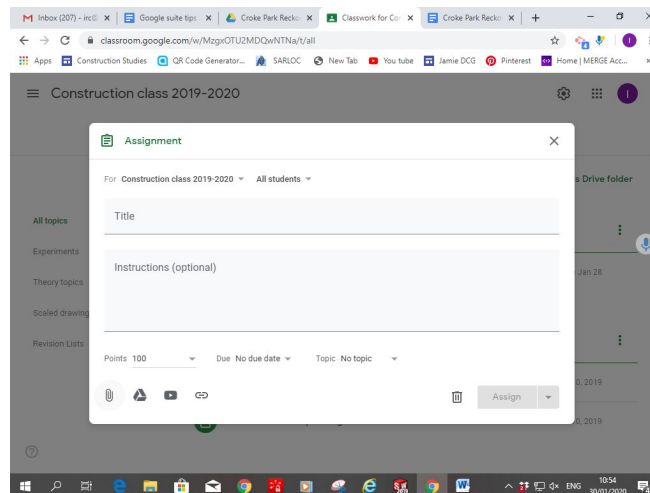 Inbox (207) - irc
Google suite tips
Croke Park Recko
Classwork for Cor
Croke Park Recko
classroom.google.com/w/MzgxOTU2MDQwNTNa/t/all
Apps
Construction Studies
QR Code Generator...
SARLOC
New Tab
You tube
Jamie DCG
Pinterest
Home | MERGE Acc...
Construction class 2019-2020
Assignment
For Construction class 2019-2020 All students
s Drive folder
Title
All topics
Experiments
Instructions (optional)
Jan 28
Theory topics
Scaled drawing
Revision Lists
Points 100 Due No due date Topic No topic
0, 2019
Assign
0, 2019
ENG
10:54
30/01/2020